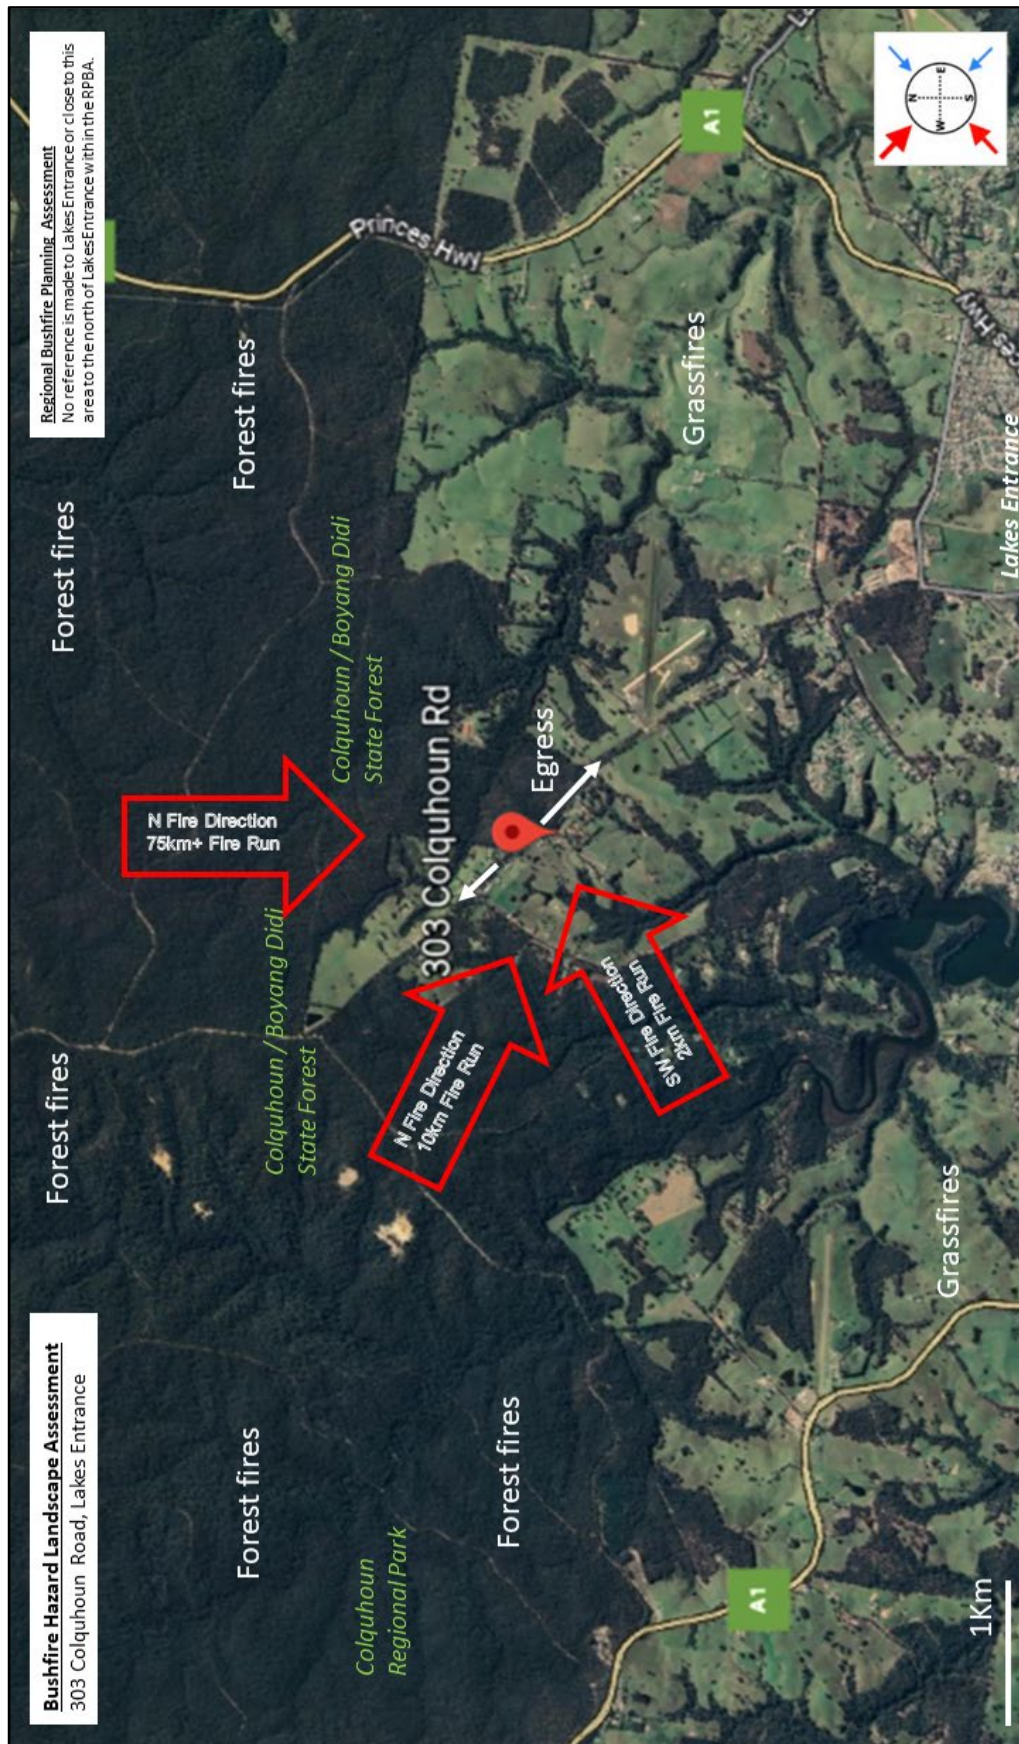 Bushfire Hazard Landscape Assessment
303 Colquhoun Road, Lakes Entrance
Regional Bushfire Planning Assessment
No reference is made to Lakes Entrance or close to this
area to the north of Lakes Entrance within the RPBA.
Forest fires
Forest fires
Forest fires
Forest fires
Forest fires
Colquhoun
Regional Park
Colquhoun / Boyang Didi
State Forest
Colquhoun / Boyang Didi
State Forest
N Fire Direction
75km+ Fire Run
N Fire Direction
10km Fire Run
SW Fire Direction
2km Fire Run
303 Colquhoun Rd
Egress
Princes Hwy
A1
Grassfires
Grassfires
A1
1Km
Lakes Entrance
N
E
S
W